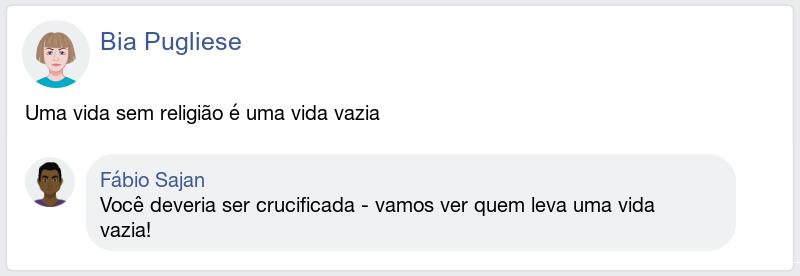 Bia Pugliese
Uma vida sem religião é uma vida vazia
Fábio Sajan
Você deveria ser crucificada - vamos ver quem leva uma vida
vazia!